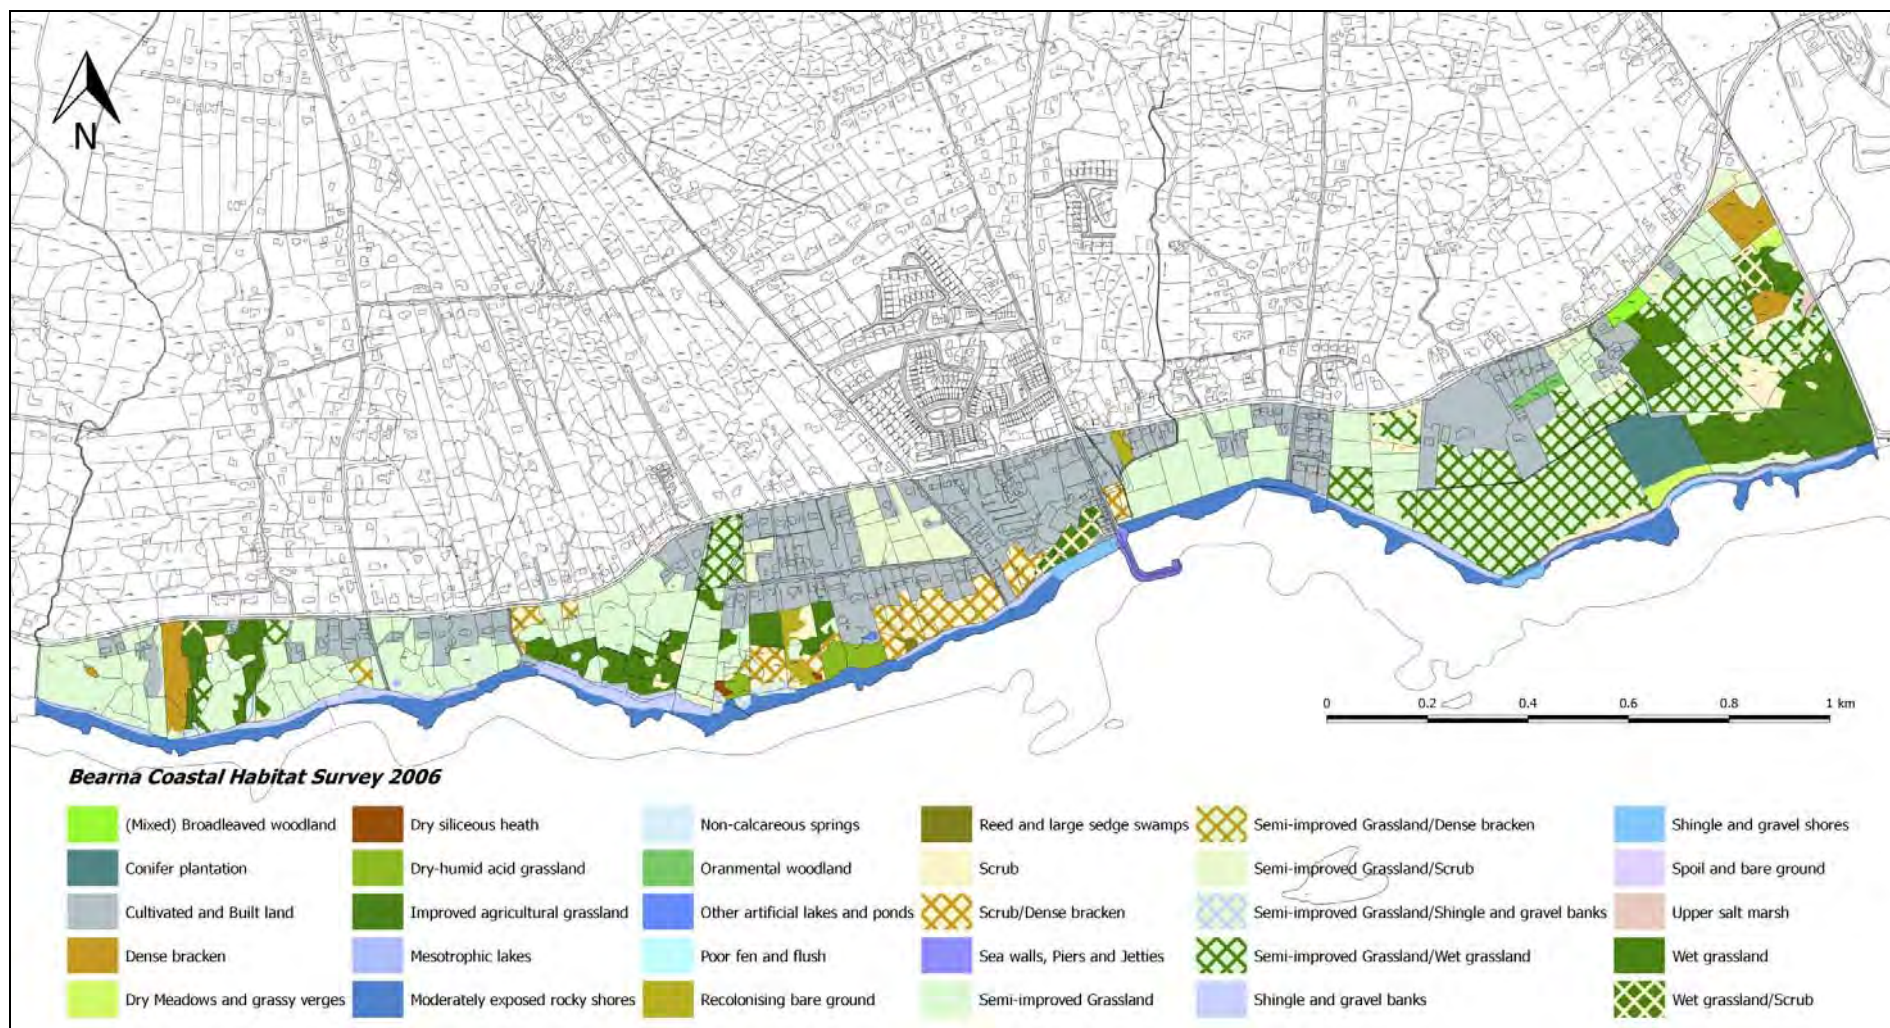 N
0 0.2 0.4 0.6 0.8 1 km
Bearna Coastal Habitat Survey 2006
(Mixed) Broadleaved woodland
Conifer plantation
Cultivated and Built land
Dense bracken
Dry Meadows and grassy verges
Dry siliceous heath
Dry-humid acid grassland
Improved agricultural grassland
Mesotrophic lakes
Moderately exposed rocky shores
Non-calcareous springs
Oranmental woodland
Other artificial lakes and ponds
Poor fen and flush
Recolonising bare ground
Reed and large sedge swamps
Scrub
Scrub/Dense bracken
Sea walls, Piers and Jetties
Semi-improved Grassland
Semi-improved Grassland/Dense bracken
Semi-improved Grassland/Scrub
Semi-improved Grassland/Shingle and gravel banks
Semi-improved Grassland/Wet grassland
Shingle and gravel banks
Shingle and gravel shores
Spoil and bare ground
Upper salt marsh
Wet grassland
Wet grassland/Scrub